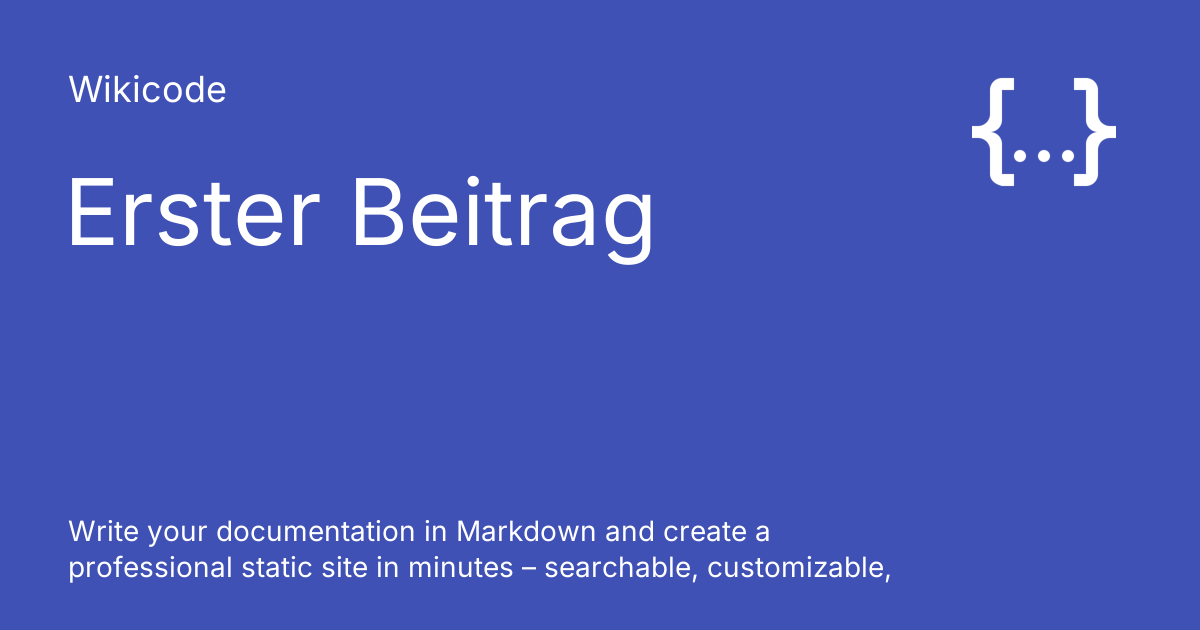 Wikicode
{...}
Erster Beitrag
Write your documentation in Markdown and create a
professional static site in minutes – searchable, customizable,